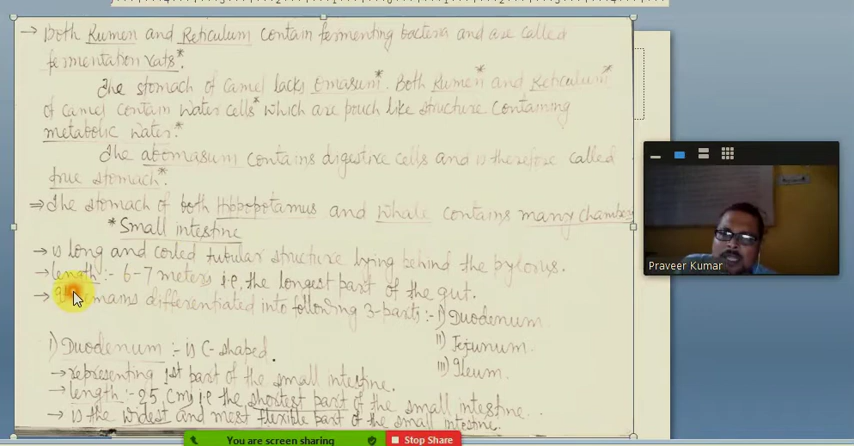 → Both Rumen and Reticulum contain fermenting bacteria and are called
fermentation vats*.
The stomach of camel lacks omasum*. Both Rumen* and Reticulum*
of camel contain water cells* which are pouch like structure containing
metabolic water.*
The abomasum contains digestive cells and is therefore called
true stomach*
⇒ The stomach of both Hippopotamus and Whale contains many chambers
*Small intestine
→ is long and coiled tubular structure lying behind the pylorus.
→ length :- 6-7 meters i.e, the longest part of the gut.
→ mans differentiated into following 3-parts :- i) Duodenum
ii) Jejunum.
iii) Ileum.
i) Duodenum :- is C-shaped.
→ representing 1st part of the small intestine.
→ length :- 25 cms i.e the shortest part of the small intestine.
→ is the widest and most flexible part of the small intestine.
Praveer Kumar
You are screen sharing
Stop Share